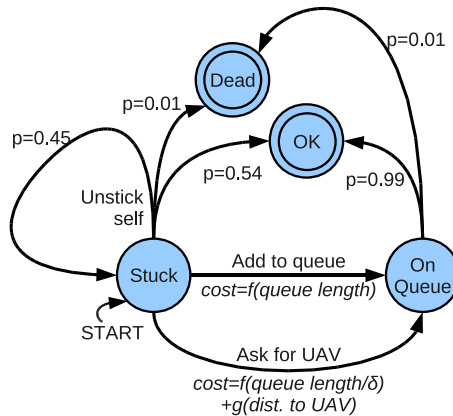 p=0.01
Dead
p=0.01
p=0.45
OK
p=0.54
p=0.99
Unstick
self
Stuck
Add to queue
cost=f(queue length)
On
Queue
START
Ask for UAV
cost=f(queue length/δ)
+g(dist. to UAV)